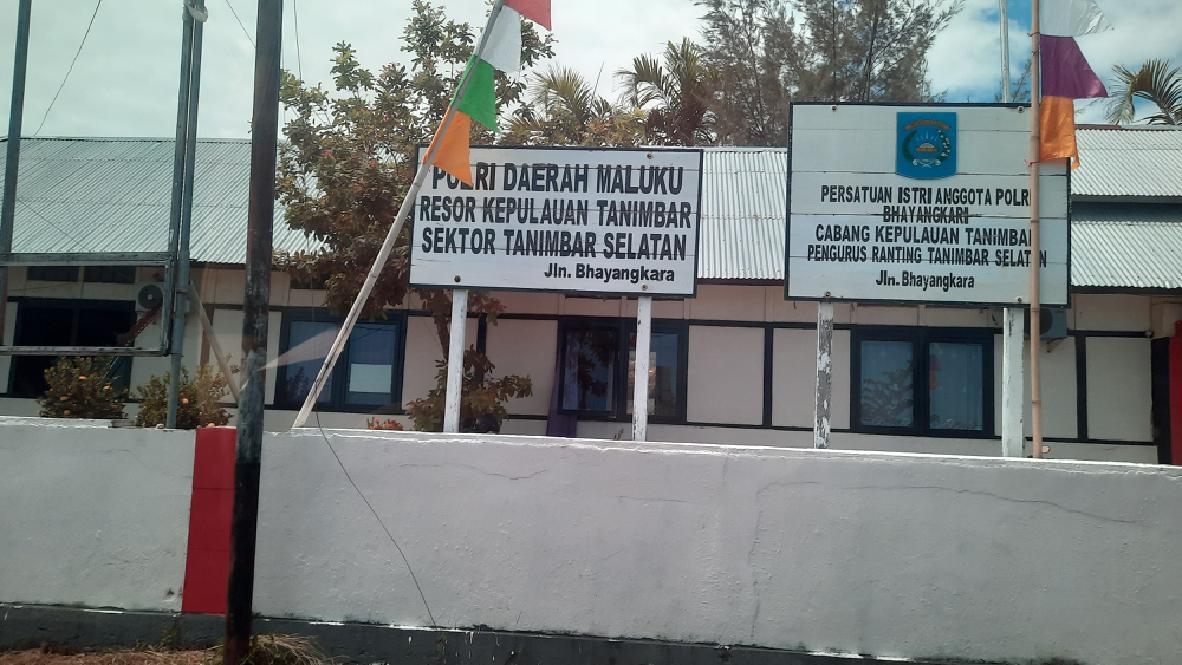 POLRI DAERAH MALUKU
RESOR KEPULAUAN TANIMBAR
SEKTOR TANIMBAR SELATAN
Jln. Bhayangkara
PERSATUAN ISTRI ANGGOTA POLRI
BHAYANGKARI
CABANG KEPULAUAN TANIMBAR
PENGURUS RANTING TANIMBAR SELATAN
Jln. Bhayangkara